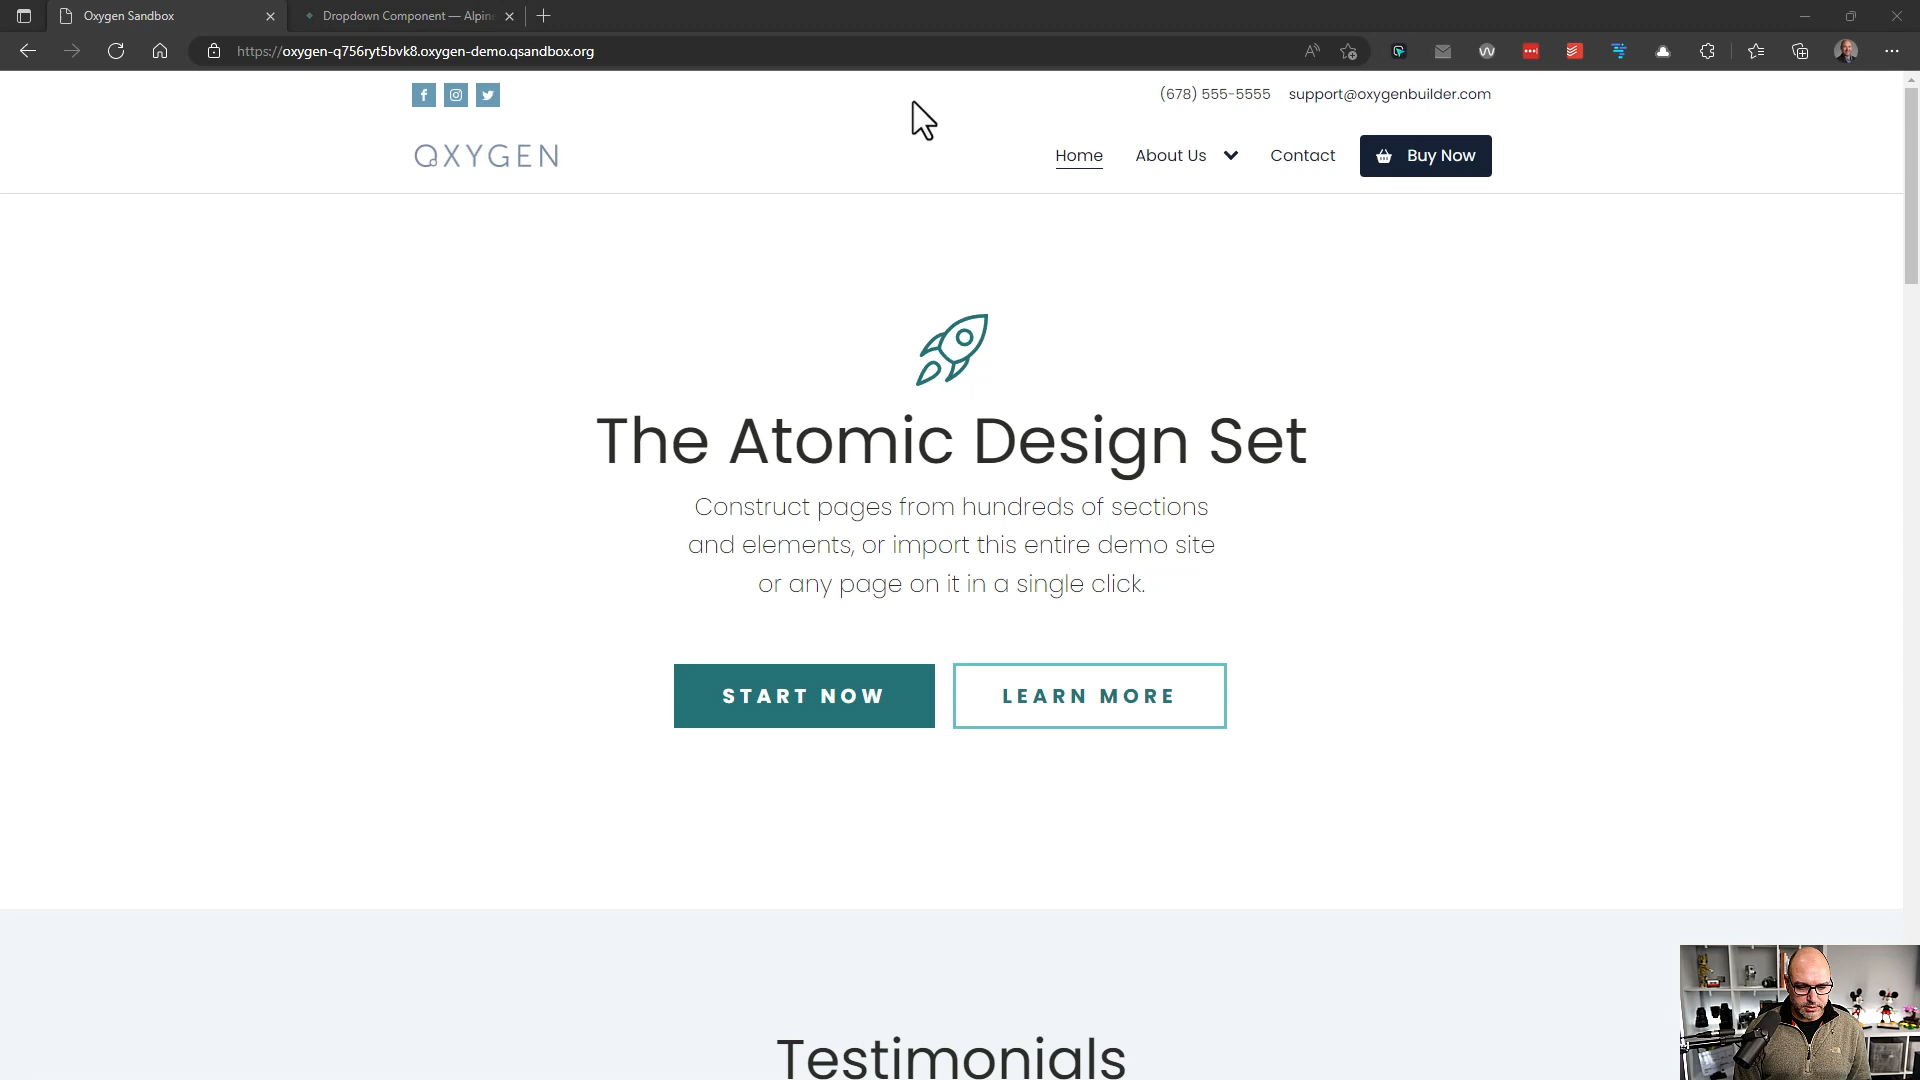 Oxygen Sandbox
Dropdown Component — Alpin
https://oxygen-q756ryt5bvk8.oxygen-demo.qsandbox.org
(678) 555-5555 support@oxygenbuilder.com
OXYGEN
Home About Us Contact Buy Now
The Atomic Design Set
Construct pages from hundreds of sections
and elements, or import this entire demo site
or any page on it in a single click.
START NOW LEARN MORE
Testimonials